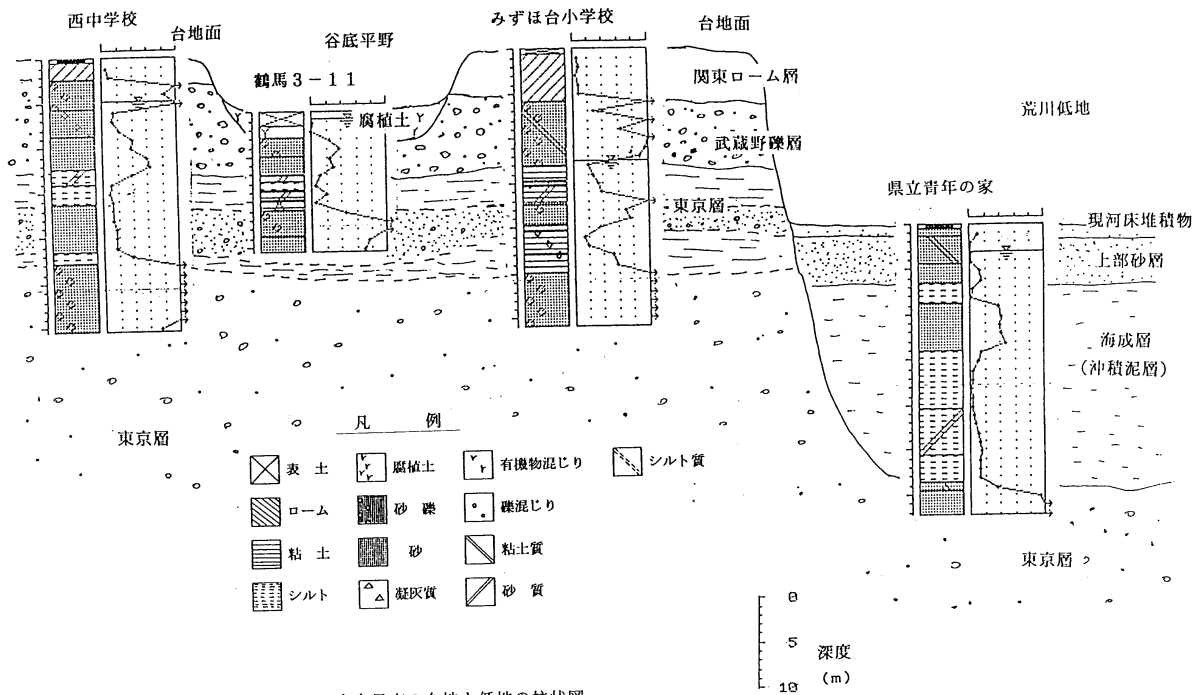 西中学校
台地面
谷底平野
鶴馬3－11
腐植土
みずほ台小学校
台地面
関東ローム層
武蔵野礫層
東京層
荒川低地
県立青年の家
現河床堆積物
上部砂層
海成層
(沖積泥層)
東京層
東京層
凡 例
表 土
腐植土
有機物混じり
シルト質
ローム
砂 礫
礫混じり
粘 土
砂
粘土質
シルト
凝灰質
砂 質
0
5
10
深度
(m)